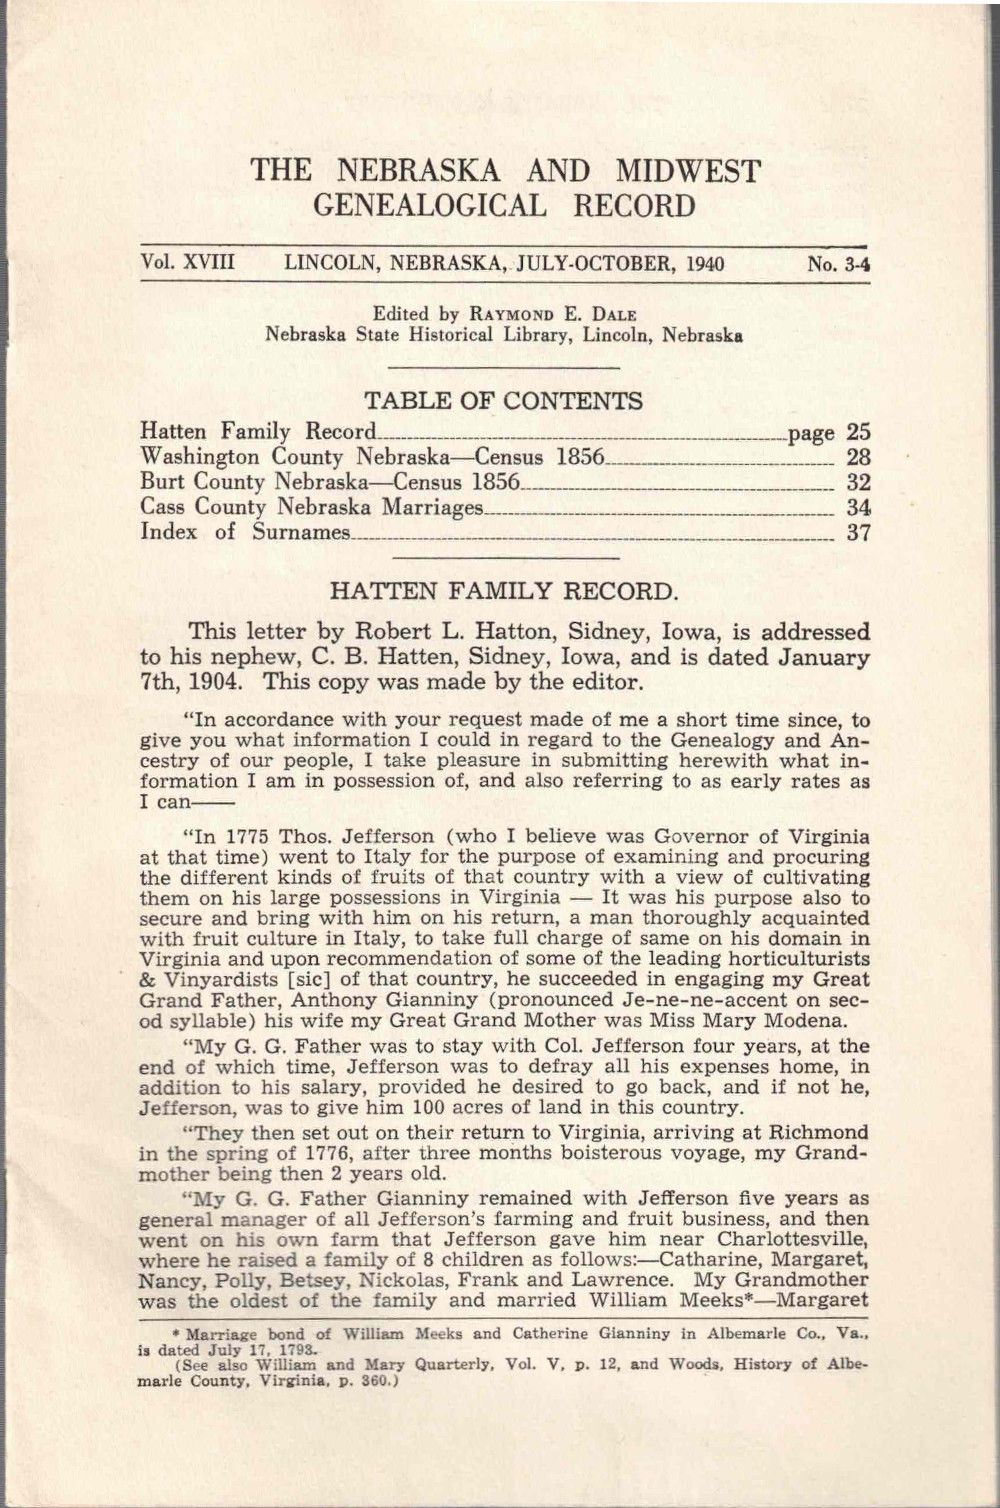 THE NEBRASKA AND MIDWEST
GENEALOGICAL RECORD
Vol. XVIII LINCOLN, NEBRASKA, JULY-OCTOBER, 1940 No. 3-4
Edited by RAYMOND E. DALE
Nebraska State Historical Library, Lincoln, Nebraska
TABLE OF CONTENTS
Hatten Family Record page 25
Washington County Nebraska—Census 1856 28
Burt County Nebraska—Census 1856 32
Cass County Nebraska Marriages 34
Index of Surnames 37
HATTEN FAMILY RECORD.
This letter by Robert L. Hatton, Sidney, Iowa, is addressed
to his nephew, C. B. Hatten, Sidney, Iowa, and is dated January
7th, 1904. This copy was made by the editor.
“In accordance with your request made of me a short time since, to
give you what information I could in regard to the Genealogy and An-
cestry of our people, I take pleasure in submitting herewith what in-
formation I am in possession of, and also referring to as early rates as
I can——
“In 1775 Thos. Jefferson (who I believe was Governor of Virginia
at that time) went to Italy for the purpose of examining and procuring
the different kinds of fruits of that country with a view of cultivating
them on his large possessions in Virginia — It was his purpose also to
secure and bring with him on his return, a man thoroughly acquainted
with fruit culture in Italy, to take full charge of same on his domain in
Virginia and upon recommendation of some of the leading horticulturists
& Vinyardists [sic] of that country, he succeeded in engaging my Great
Grand Father, Anthony Gianniny (pronounced Je-ne-ne-accent on sec-
od syllable) his wife my Great Grand Mother was Miss Mary Modena.
“My G. G. Father was to stay with Col. Jefferson four years, at the
end of which time, Jefferson was to defray all his expenses home, in
addition to his salary, provided he desired to go back, and if not he,
Jefferson, was to give him 100 acres of land in this country.
“They then set out on their return to Virginia, arriving at Richmond
in the spring of 1776, after three months boisterous voyage, my Grand-
mother being then 2 years old.
“My G. G. Father Gianniny remained with Jefferson five years as
general manager of all Jefferson’s farming and fruit business, and then
went on his own farm that Jefferson gave him near Charlottesville,
where he raised a family of 8 children as follows:—Catharine, Margaret,
Nancy, Polly, Betsey, Nickolas, Frank and Lawrence. My Grandmother
was the oldest of the family and married William Meeks*—Margaret
* Marriage bond of William Meeks and Catherine Gianniny in Albemarle Co., Va.,
is dated July 17, 1793.
(See also William and Mary Quarterly, Vol. V, p. 12, and Woods, History of Albe-
marle County, Virginia, p. 360.)